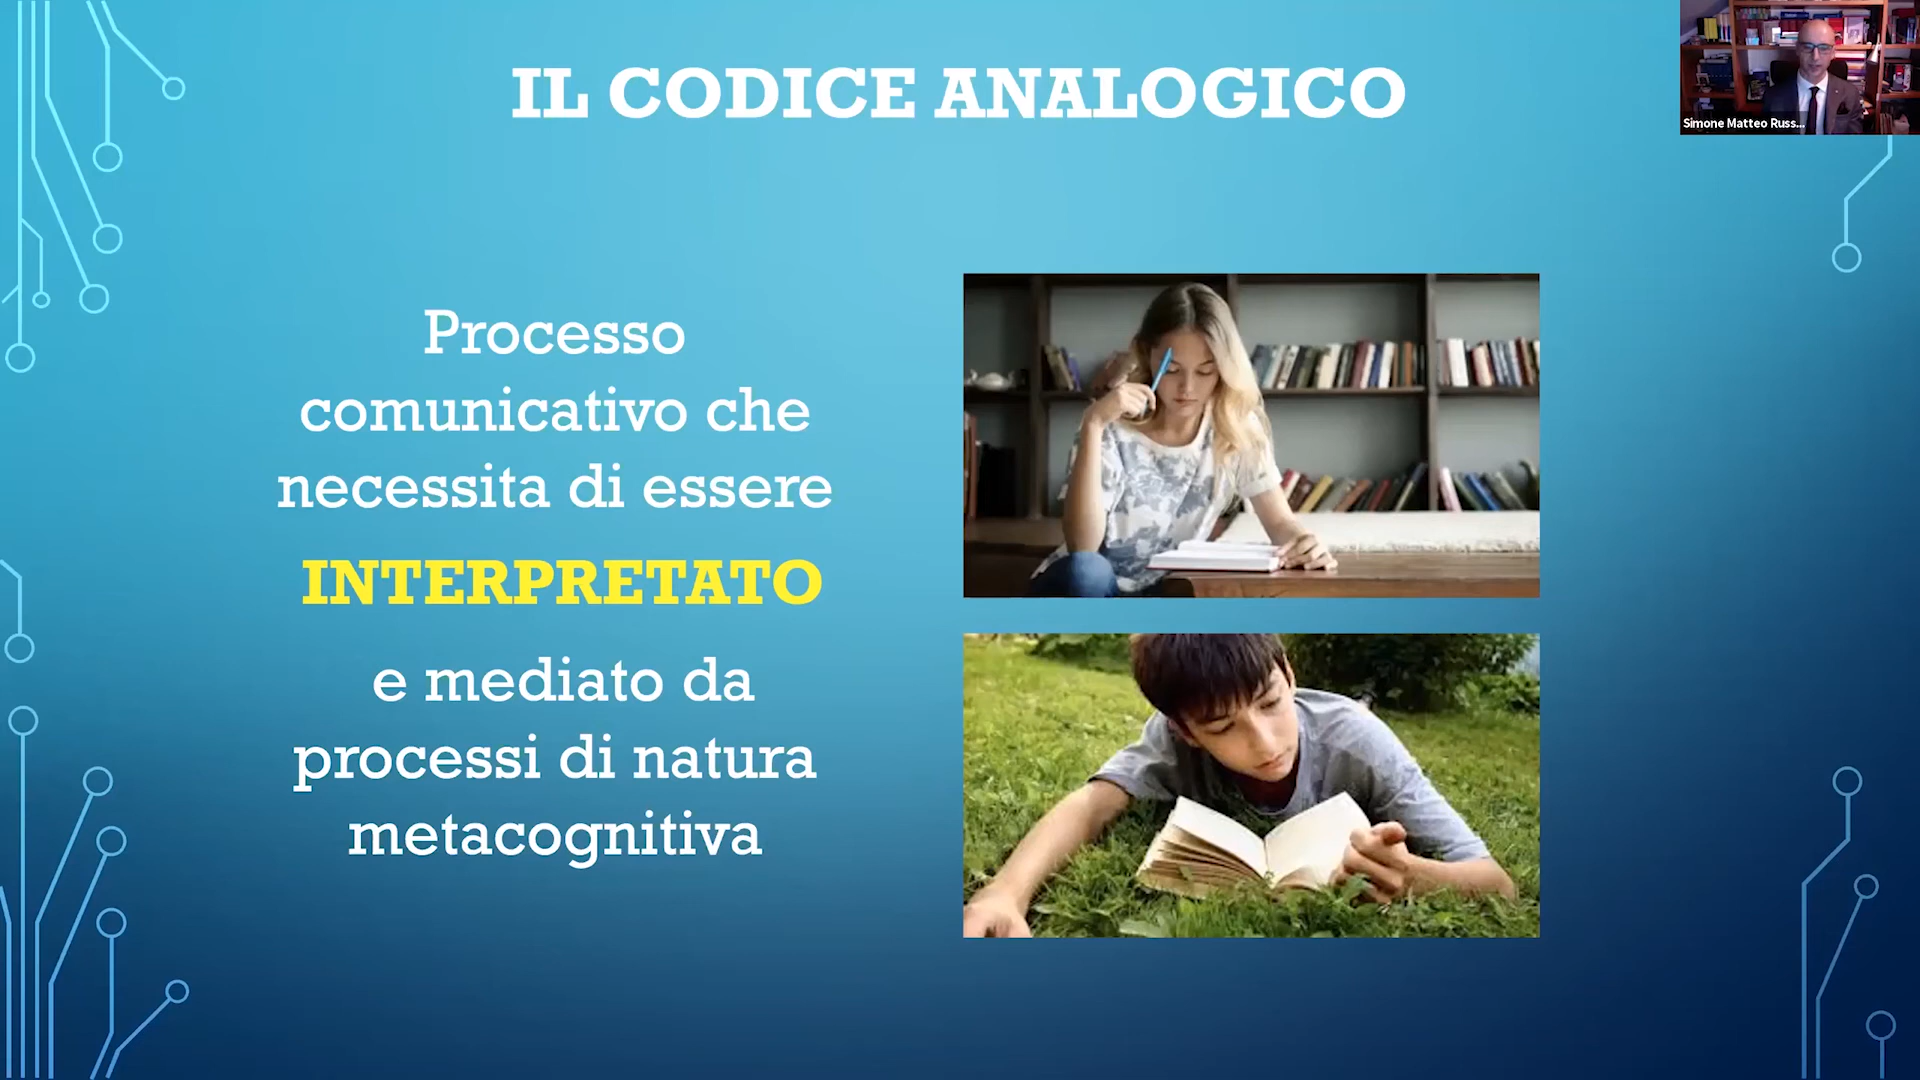 IL CODICE ANALOGICO
Simone Matteo Russ...
Processo
comunicativo che
necessita di essere
INTERPRETATO
e mediato da
processi di natura
metacognitiva